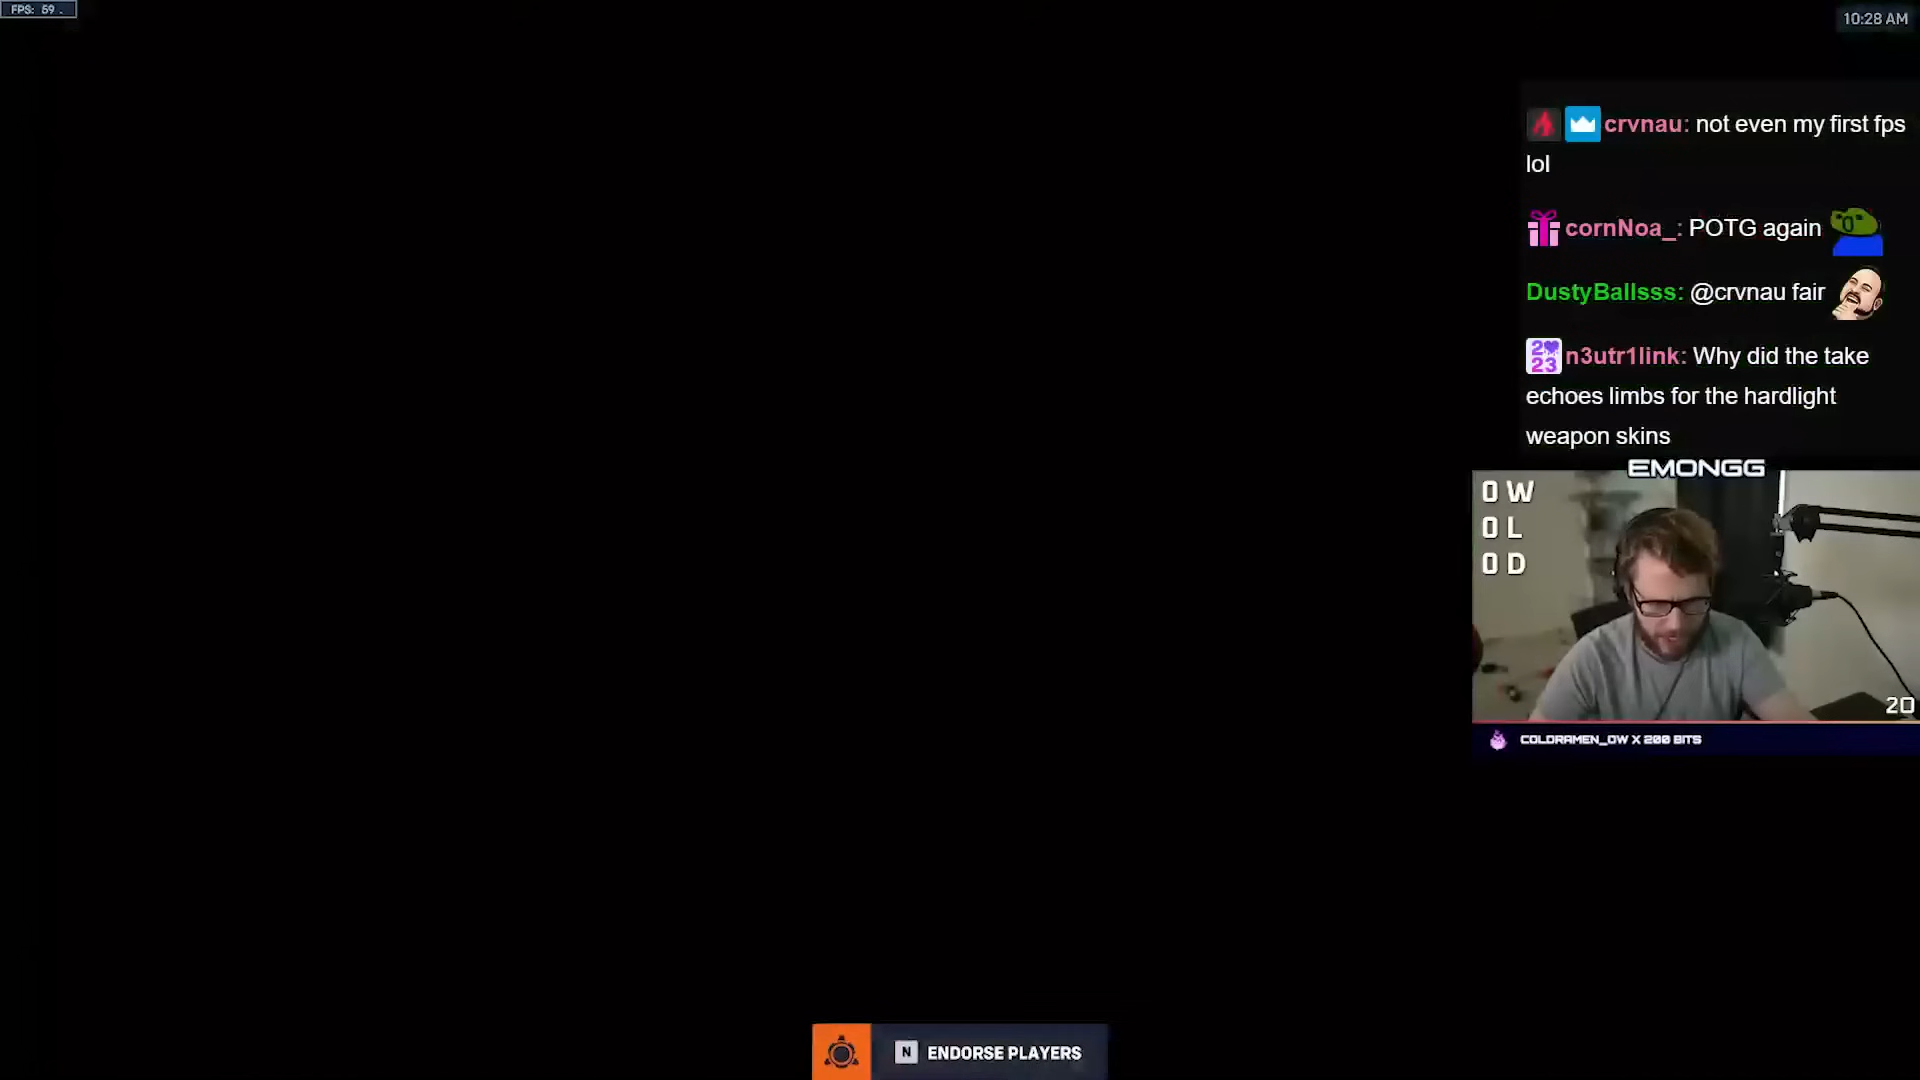 FPS: 59
10:28 AM
crvnau: not even my first fps
lol
cornNoa_: POTG again
DustyBallsss: @crvnau fair
2 23 n3utr1link: Why did the take
echoes limbs for the hardlight
weapon skins
EMONGG
0 W
0 L
0 D
20
COLDRAMEN_OW X 200 BITS
N ENDORSE PLAYERS